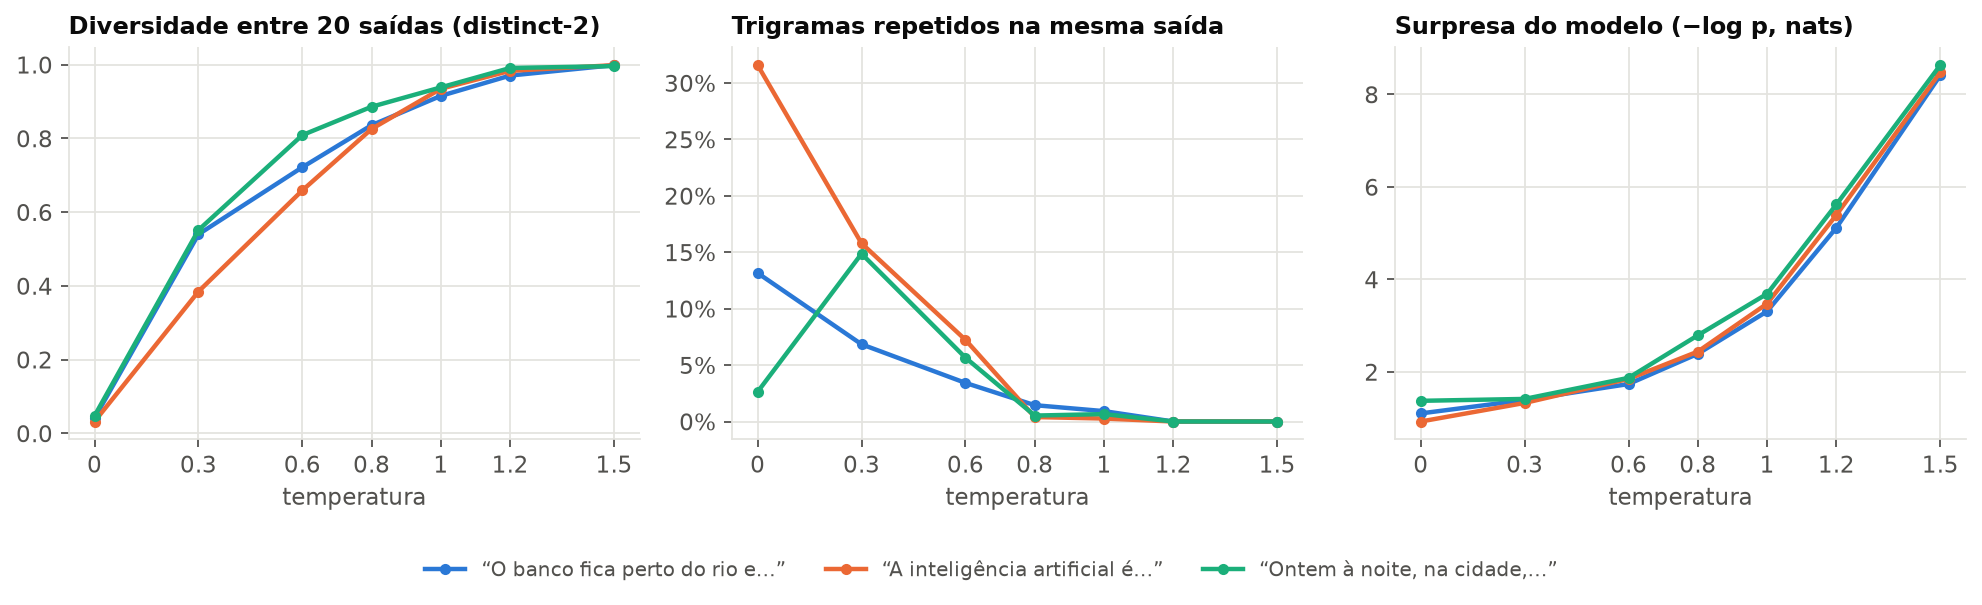 Diversidade entre 20 saídas (distinct-2)
1.0
0.8
0.6
0.4
0.2
0.0
0 0.3 0.6 0.8 1 1.2 1.5
temperatura
Trigramas repetidos na mesma saída
30%
25%
20%
15%
10%
5%
0%
0 0.3 0.6 0.8 1 1.2 1.5
temperatura
Surpresa do modelo (−log p, nats)
8
6
4
2
0 0.3 0.6 0.8 1 1.2 1.5
temperatura
“O banco fica perto do rio e…” “A inteligência artificial é…” “Ontem à noite, na cidade,…”